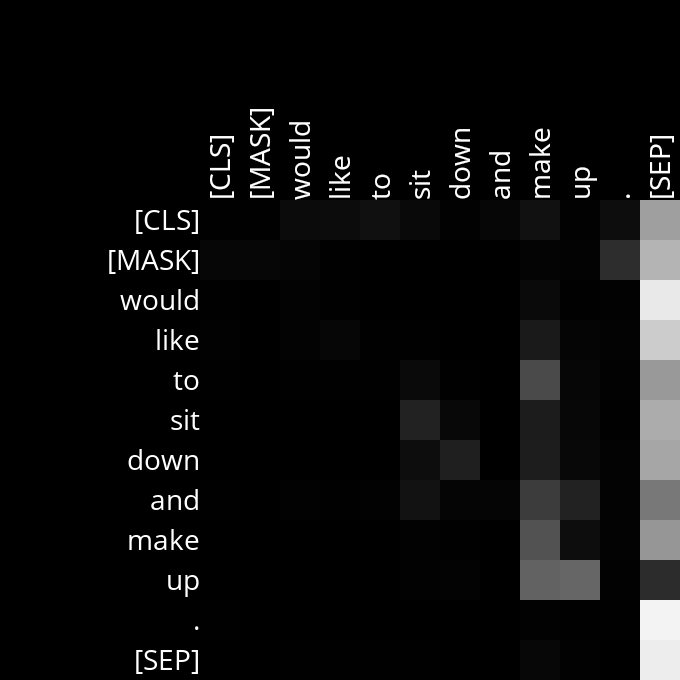 [CLS] [MASK] would like to sit down and make up . [SEP]
[CLS]
[MASK]
would
like
to
sit
down
and
make
up
.
[SEP]